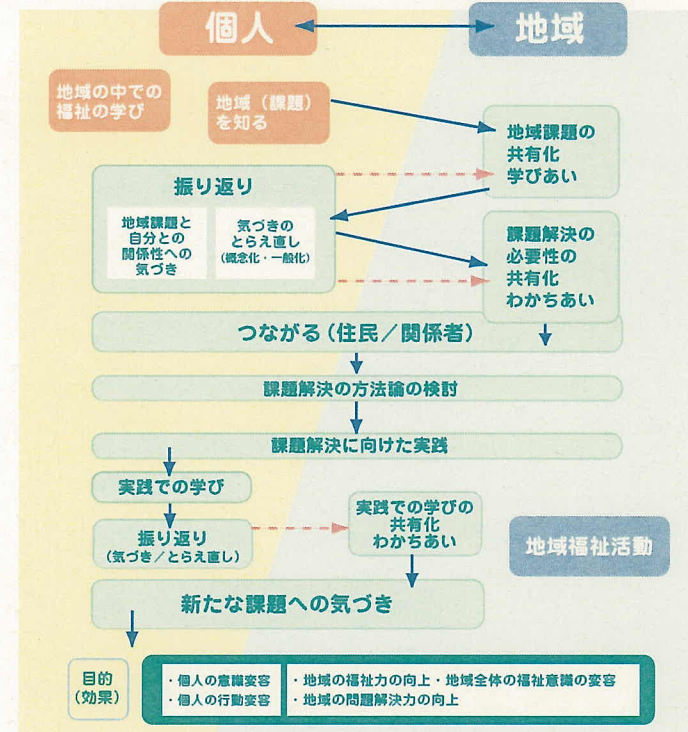 個人
地域
地域の中での
福祉の学び
地域（課題）
を知る
地域課題の
共有化
学びあい
振り返り
地域課題と
自分との
関係性への
気づき
気づきの
とらえ直し
（概念化・一般化）
課題解決の
必要性の
共有化
わかちあい
つながる（住民／関係者）
課題解決の方法論の検討
課題解決に向けた実践
実践での学び
振り返り
（気づき／とらえ直し）
実践での学びの
共有化
わかちあい
地域福祉活動
新たな課題への気づき
目的
（効果）
・個人の意識変容
・個人の行動変容
・地域の福祉力の向上・地域全体の福祉意識の変容
・地域の問題解決力の向上